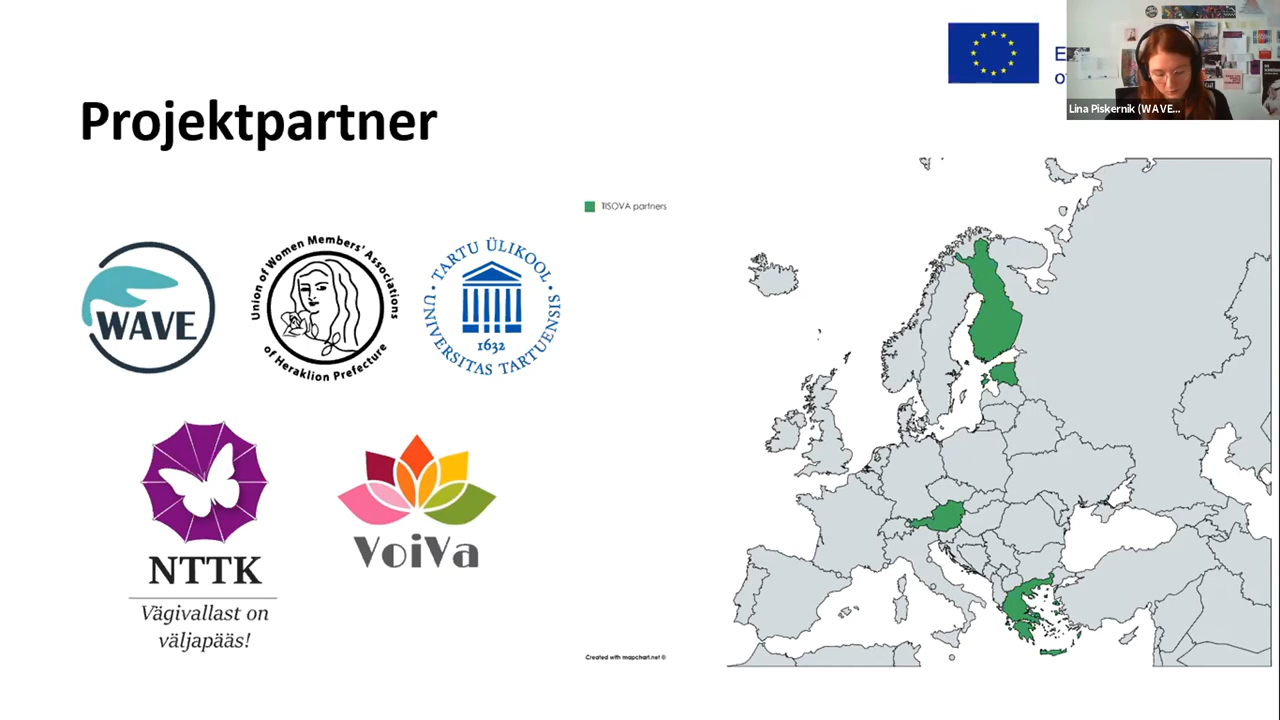 E
of
Lina Piskernik (WAVE...
Projektpartner
TISOVA partners
WAVE
Union of Women Members' Associations
of Heraklion Prefecture
TARTU ÜLIKOOL
UNIVERSITAS TARTUENSIS
1632
NTTK
Vägivallast on
väljapääs!
VoiVa
Created with mapchart.net ©